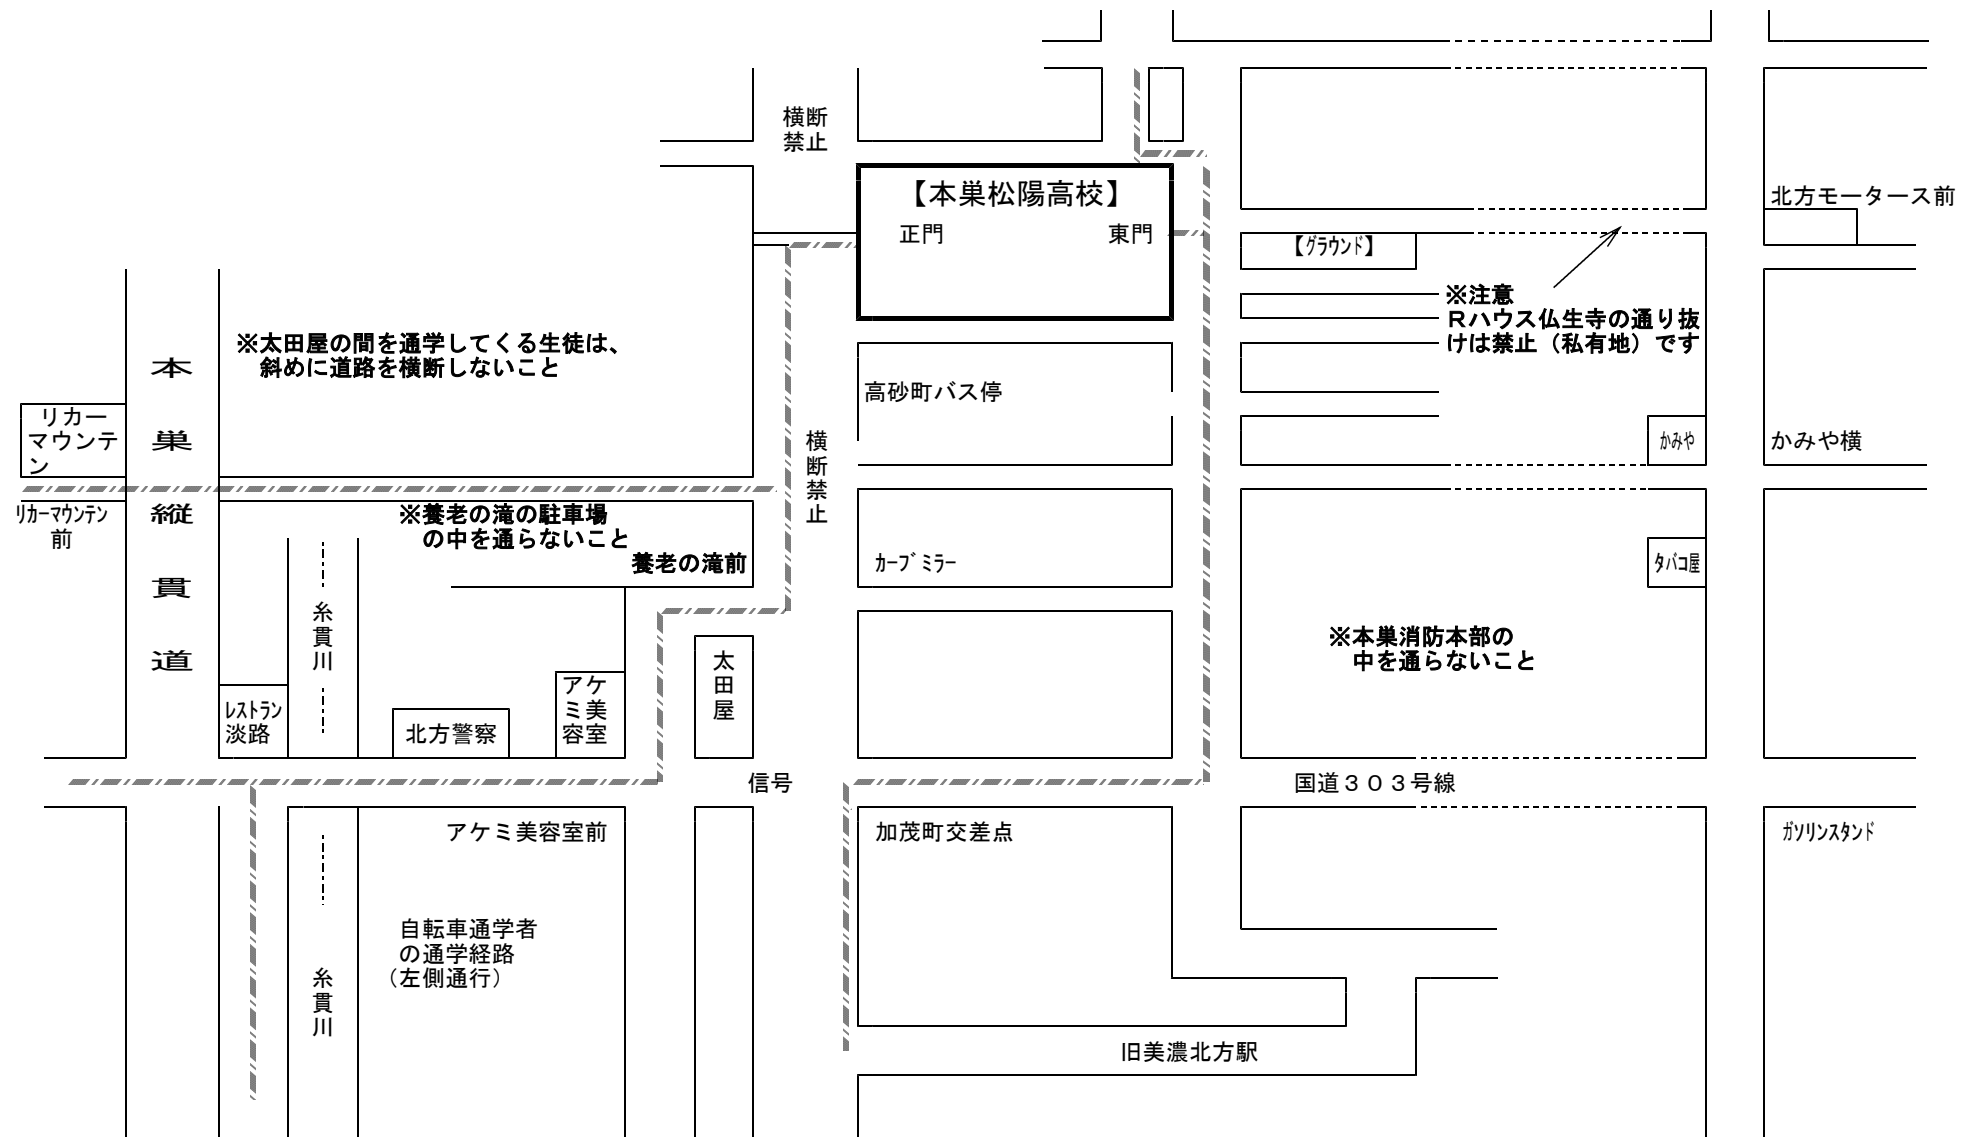 横断
禁止
【本巣松陽高校】
正門
東門
北方モータース前
【ｸﾞﾗｳﾝﾄﾞ】
※注意
Ｒハウス仏生寺の通り抜
けは禁止（私有地）です
※太田屋の間を通学してくる生徒は、
斜めに道路を横断しないこと
本
巣
縦
貫
道
リカー
マウンテ
ン
高砂町バス停
横
断
禁
止
かみや
かみや横
ﾘｶｰﾏｳﾝﾃﾝ
前
※養老の滝の駐車場
の中を通らないこと
養老の滝前
ｶｰﾌﾞﾐﾗｰ
ﾀﾊﾞｺ屋
糸
貫
川
※本巣消防本部の
中を通らないこと
太
田
屋
ﾚｽﾄﾗﾝ
淡路
北方警察
アケ
ミ美
容室
信号
国道３０３号線
アケミ美容室前
加茂町交差点
ｶﾞｿﾘﾝｽﾀﾝﾄﾞ
自転車通学者
の通学経路
（左側通行）
糸
貫
川
旧美濃北方駅